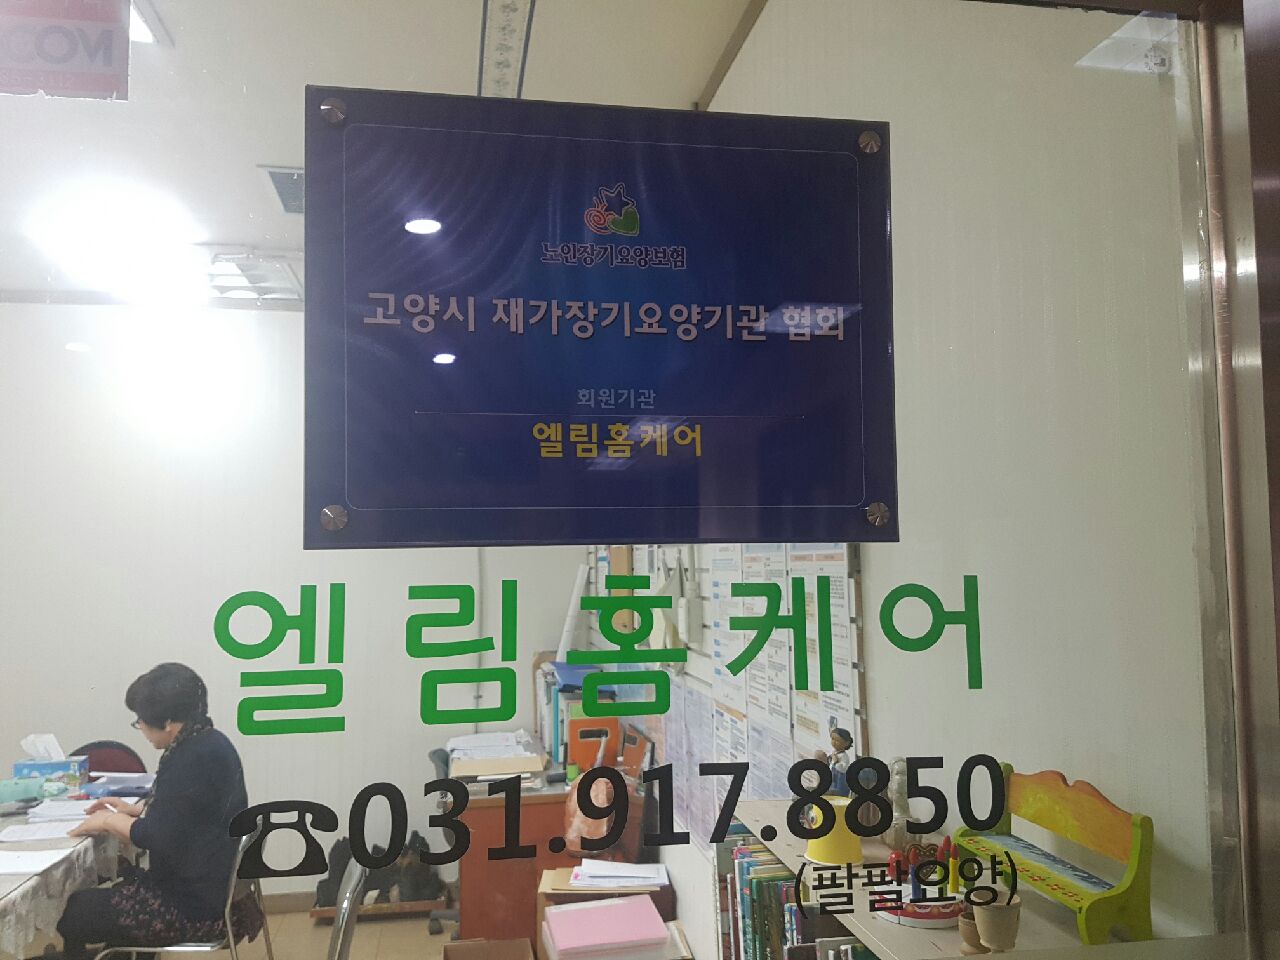 노인장기요양보험
고양시 재가장기요양기관 협회
회원기관
엘림홈케어
엘림홈케어
☎031.917.8850
(팔팔요양)